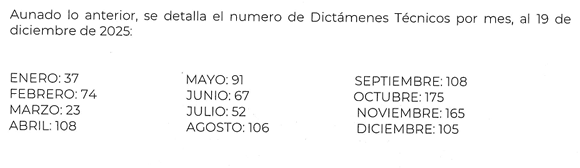 Aunado lo anterior, se detalla el numero de Dictámenes Técnicos por mes, al 19 de
diciembre de 2025:
ENERO: 37
FEBRERO: 74
MARZO: 23
ABRIL: 108
MAYO: 91
JUNIO: 67
JULIO: 52
AGOSTO: 106
SEPTIEMBRE: 108
OCTUBRE: 175
NOVIEMBRE: 165
DICIEMBRE: 105